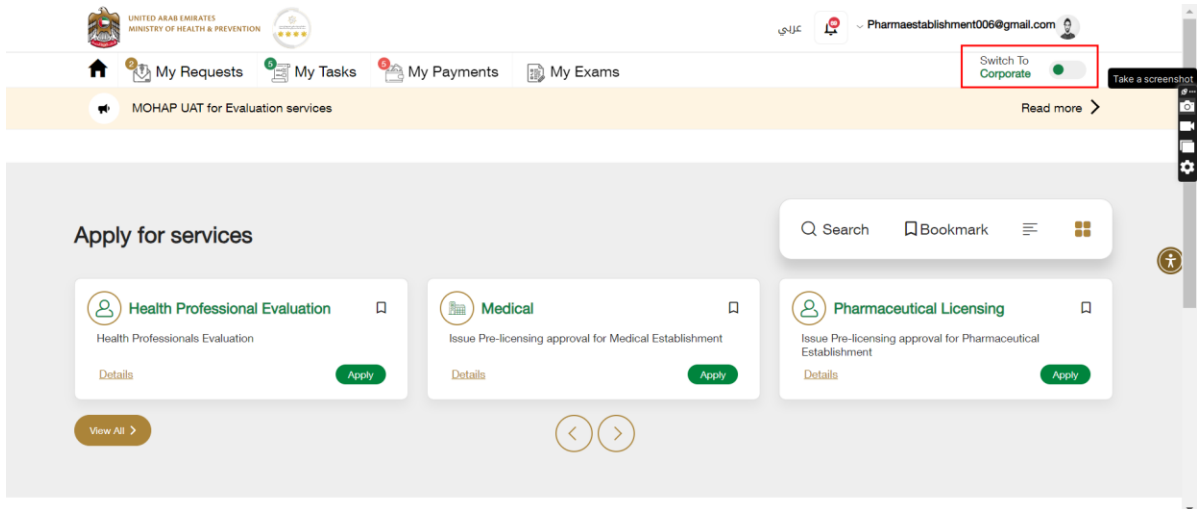 UNITED ARAB EMIRATES
MINISTRY OF HEALTH & PREVENTION
عربي
Pharmaestablishment006@gmail.com
2 My Requests
5 My Tasks
5 My Payments
My Exams
Switch To
Corporate
Take a screenshot
MOHAP UAT for Evaluation services
Read more
Apply for services
Search
Bookmark
Health Professional Evaluation
Health Professionals Evaluation
Details
Apply
Medical
Issue Pre-licensing approval for Medical Establishment
Details
Apply
Pharmaceutical Licensing
Issue Pre-licensing approval for Pharmaceutical
Establishment
Details
Apply
View All